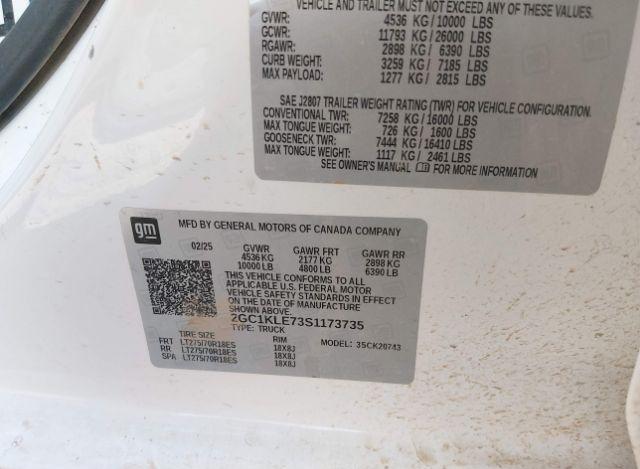 VEHICLE AND TRAILER MUST NOT EXCEED ANY OF THESE VALUES.
GVWR: 4536 KG/10000 LBS
GCWR: 11793 KG/26000 LBS
RGAWR: 2898 KG/ 6390 LBS
CURB WEIGHT: 3259 KG/ 7185 LBS
MAX PAYLOAD: 1277 KG/ 2815 LBS
SAE J2807 TRAILER WEIGHT RATING (TWR) FOR VEHICLE CONFIGURATION.
CONVENTIONAL TWR: 7258 KG/16000 LBS
MAX TONGUE WEIGHT: 726 KG/ 1600 LBS
GOOSENECK TWR: 7444 KG/16410 LBS
MAX TONGUE WEIGHT: 1117 KG/ 2461 LBS
SEE OWNER'S MANUAL FOR MORE INFORMATION
gm MFD BY GENERAL MOTORS OF CANADA COMPANY
02/25 GVWR GAWR FRT GAWR RR
4536 KG 2177 KG 2898 KG
10000 LB 4800 LB 6390 LB
THIS VEHICLE CONFORMS TO ALL
APPLICABLE U.S. FEDERAL MOTOR
VEHICLE SAFETY STANDARDS IN EFFECT
ON THE DATE OF MANUFACTURE
SHOWN ABOVE.
2GC1KLE73S1173735
TYPE: TRUCK
TIRE SIZE RIM MODEL: 3SCK20743
FRT LT275/70R18ES 18X8J
RR LT275/70R18ES 18X8J
SPA LT275/70R18ES 18X8J